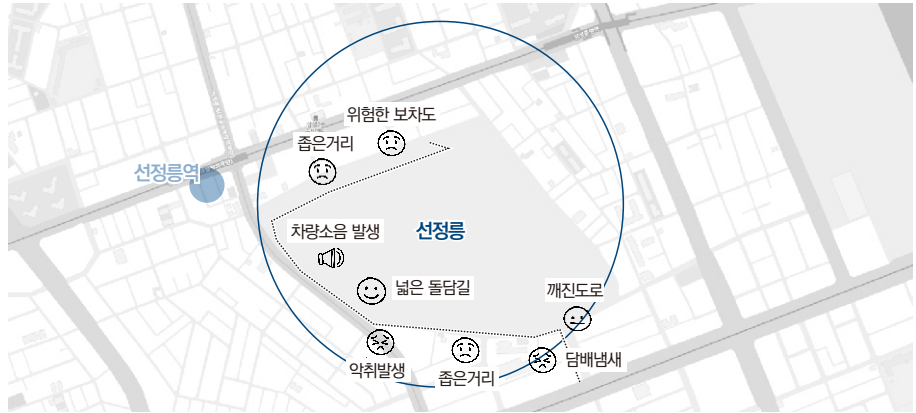 위험한 보차도
좁은거리
선정릉역
차량소음 발생
선정릉
넓은 돌담길
깨진도로
악취발생
좁은거리
담배냄새